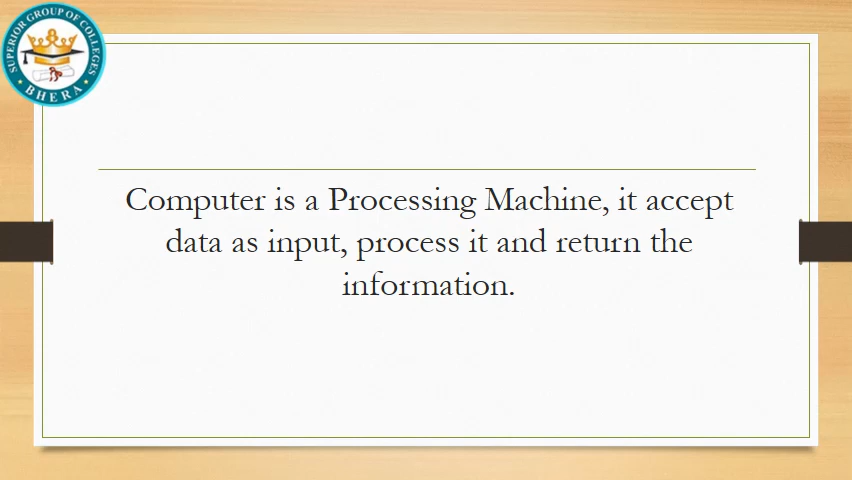 SUPERIOR GROUP OF COLLEGES
BHERA
Computer is a Processing Machine, it accept
data as input, process it and return the
information.